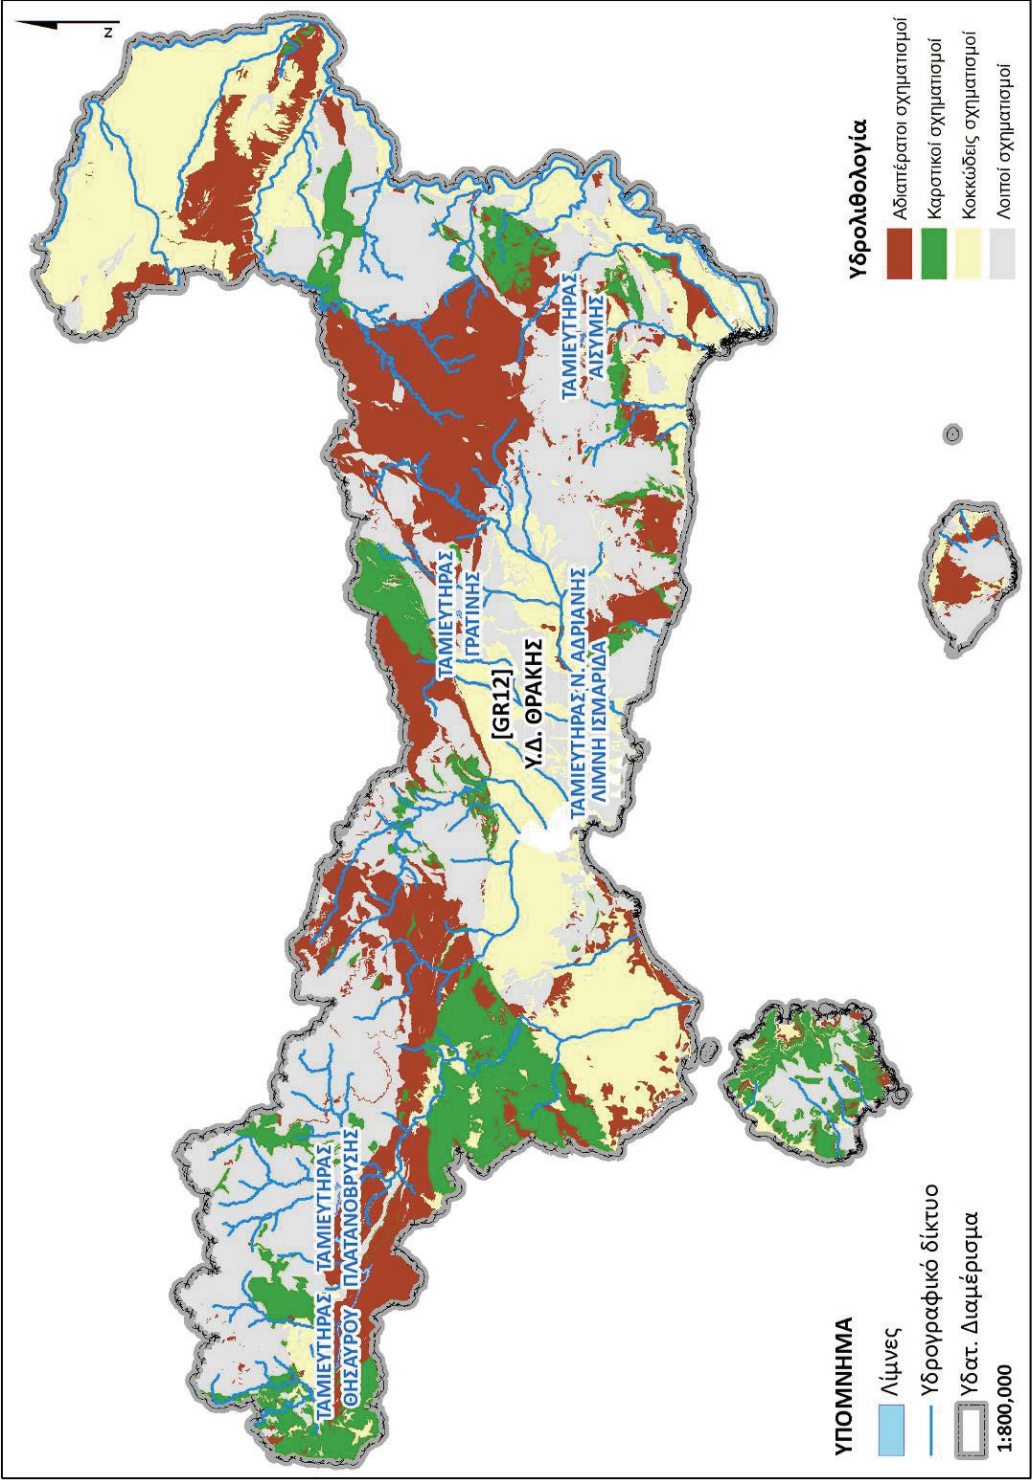 Z
ΤΑΜΙΕΥΤΗΡΑΣ
ΘΗΣΑΥΡΟΥ
ΤΑΜΙΕΥΤΗΡΑΣ
ΠΛΑΤΑΝΟΒΡΥΣΗΣ
ΤΑΜΙΕΥΤΗΡΑΣ
ΓΡΑΤΙΝΗΣ
[GR12]
Υ.Δ. ΘΡΑΚΗΣ
ΤΑΜΙΕΥΤΗΡΑΣ Ν. ΑΔΡΙΑΝΗΣ
ΛΙΜΝΗ ΙΣΜΑΡΙΔΑ
ΤΑΜΙΕΥΤΗΡΑΣ
ΑΙΣΥΜΗΣ
ΥΠΟΜΝΗΜΑ
Λίμνες
Υδρογραφικό δίκτυο
Υδατ. Διαμέρισμα
1:800,000
Υδρολιθολογία
Αδιαπέρατοι σχηματισμοί
Καρστικοί σχηματισμοί
Κοκκώδεις σχηματισμοί
Λοιποί σχηματισμοί